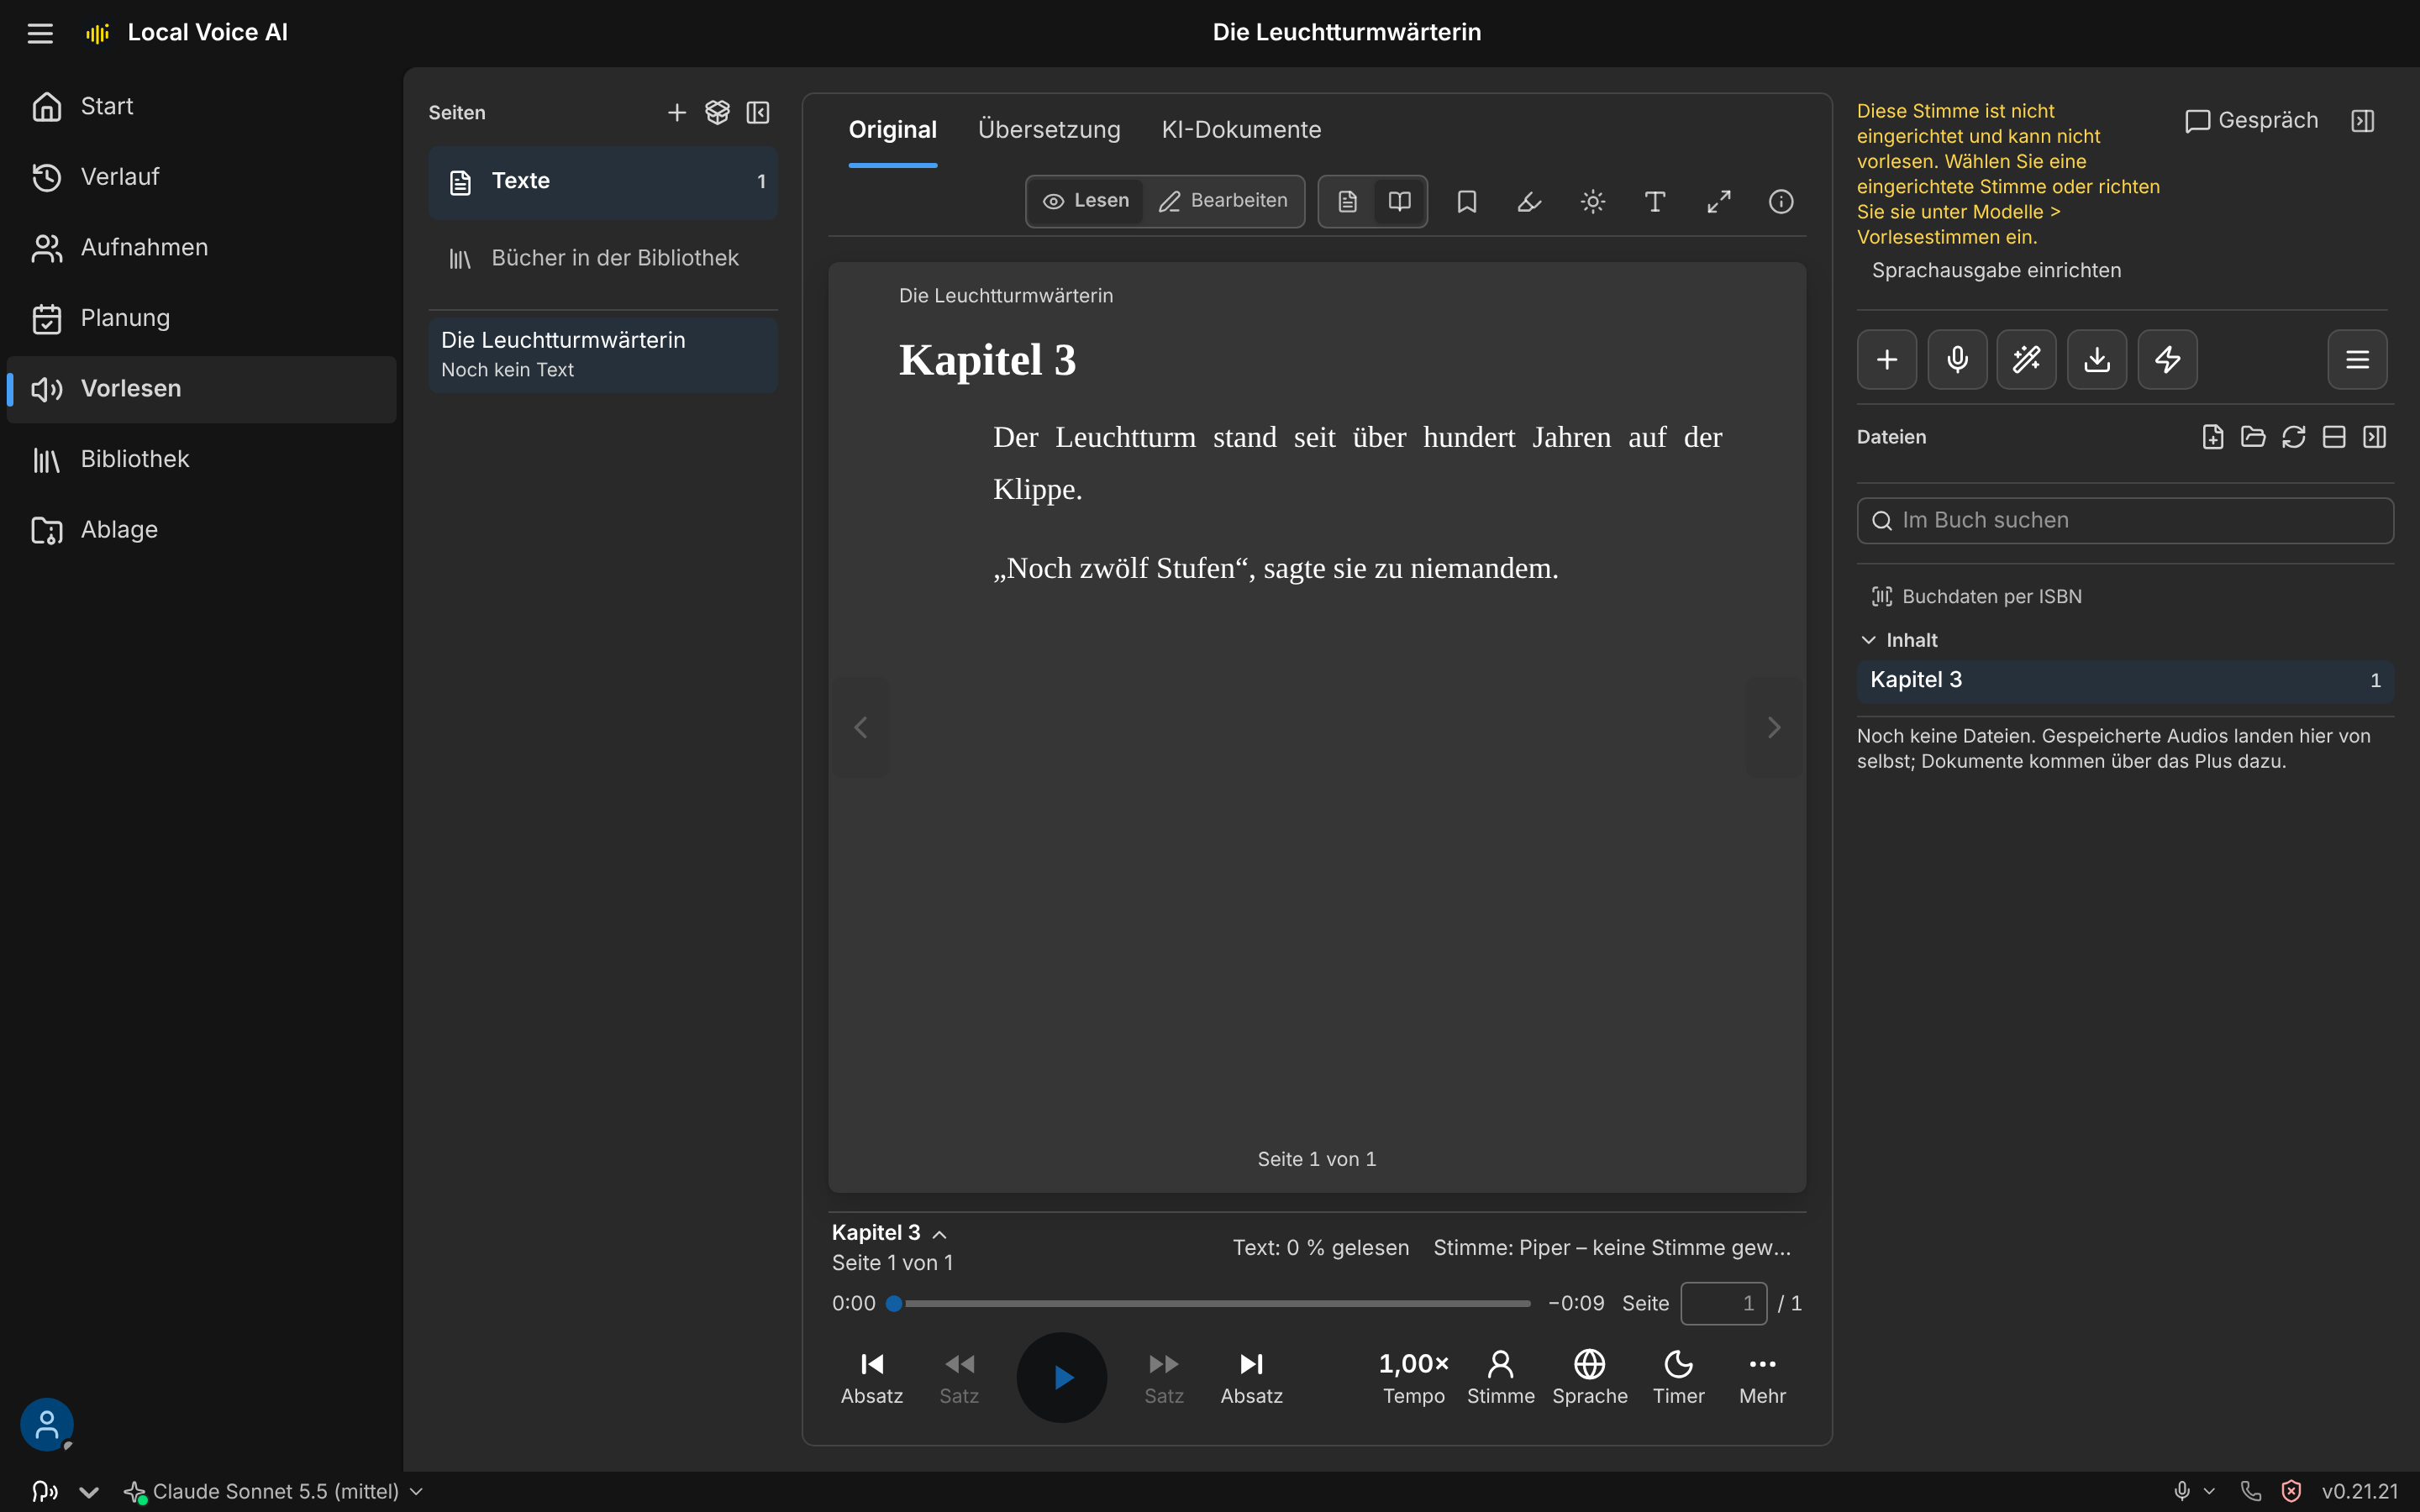 Local Voice AI
Die Leuchtturmwärterin
Start
Verlauf
Aufnahmen
Planung
Vorlesen
Bibliothek
Ablage
Seiten
Texte 1
Bücher in der Bibliothek
Die Leuchtturmwärterin
Noch kein Text
Original Übersetzung KI-Dokumente
Lesen Bearbeiten
Die Leuchtturmwärterin
Kapitel 3
Der Leuchtturm stand seit über hundert Jahren auf der
Klippe.
„Noch zwölf Stufen“, sagte sie zu niemandem.
Seite 1 von 1
Kapitel 3
Seite 1 von 1
Text: 0 % gelesen Stimme: Piper – keine Stimme gew...
0:00 −0:09 Seite 1 / 1
Absatz Satz Satz Absatz
1,00×
Tempo Stimme Sprache Timer Mehr
Diese Stimme ist nicht
eingerichtet und kann nicht
vorlesen. Wählen Sie eine
eingerichtete Stimme oder richten
Sie sie unter Modelle >
Vorlesestimmen ein.
Gespräch
Sprachausgabe einrichten
Dateien
Im Buch suchen
Buchdaten per ISBN
Inhalt
Kapitel 3 1
Noch keine Dateien. Gespeicherte Audios landen hier von
selbst; Dokumente kommen über das Plus dazu.
Claude Sonnet 5.5 (mittel)
v0.21.21